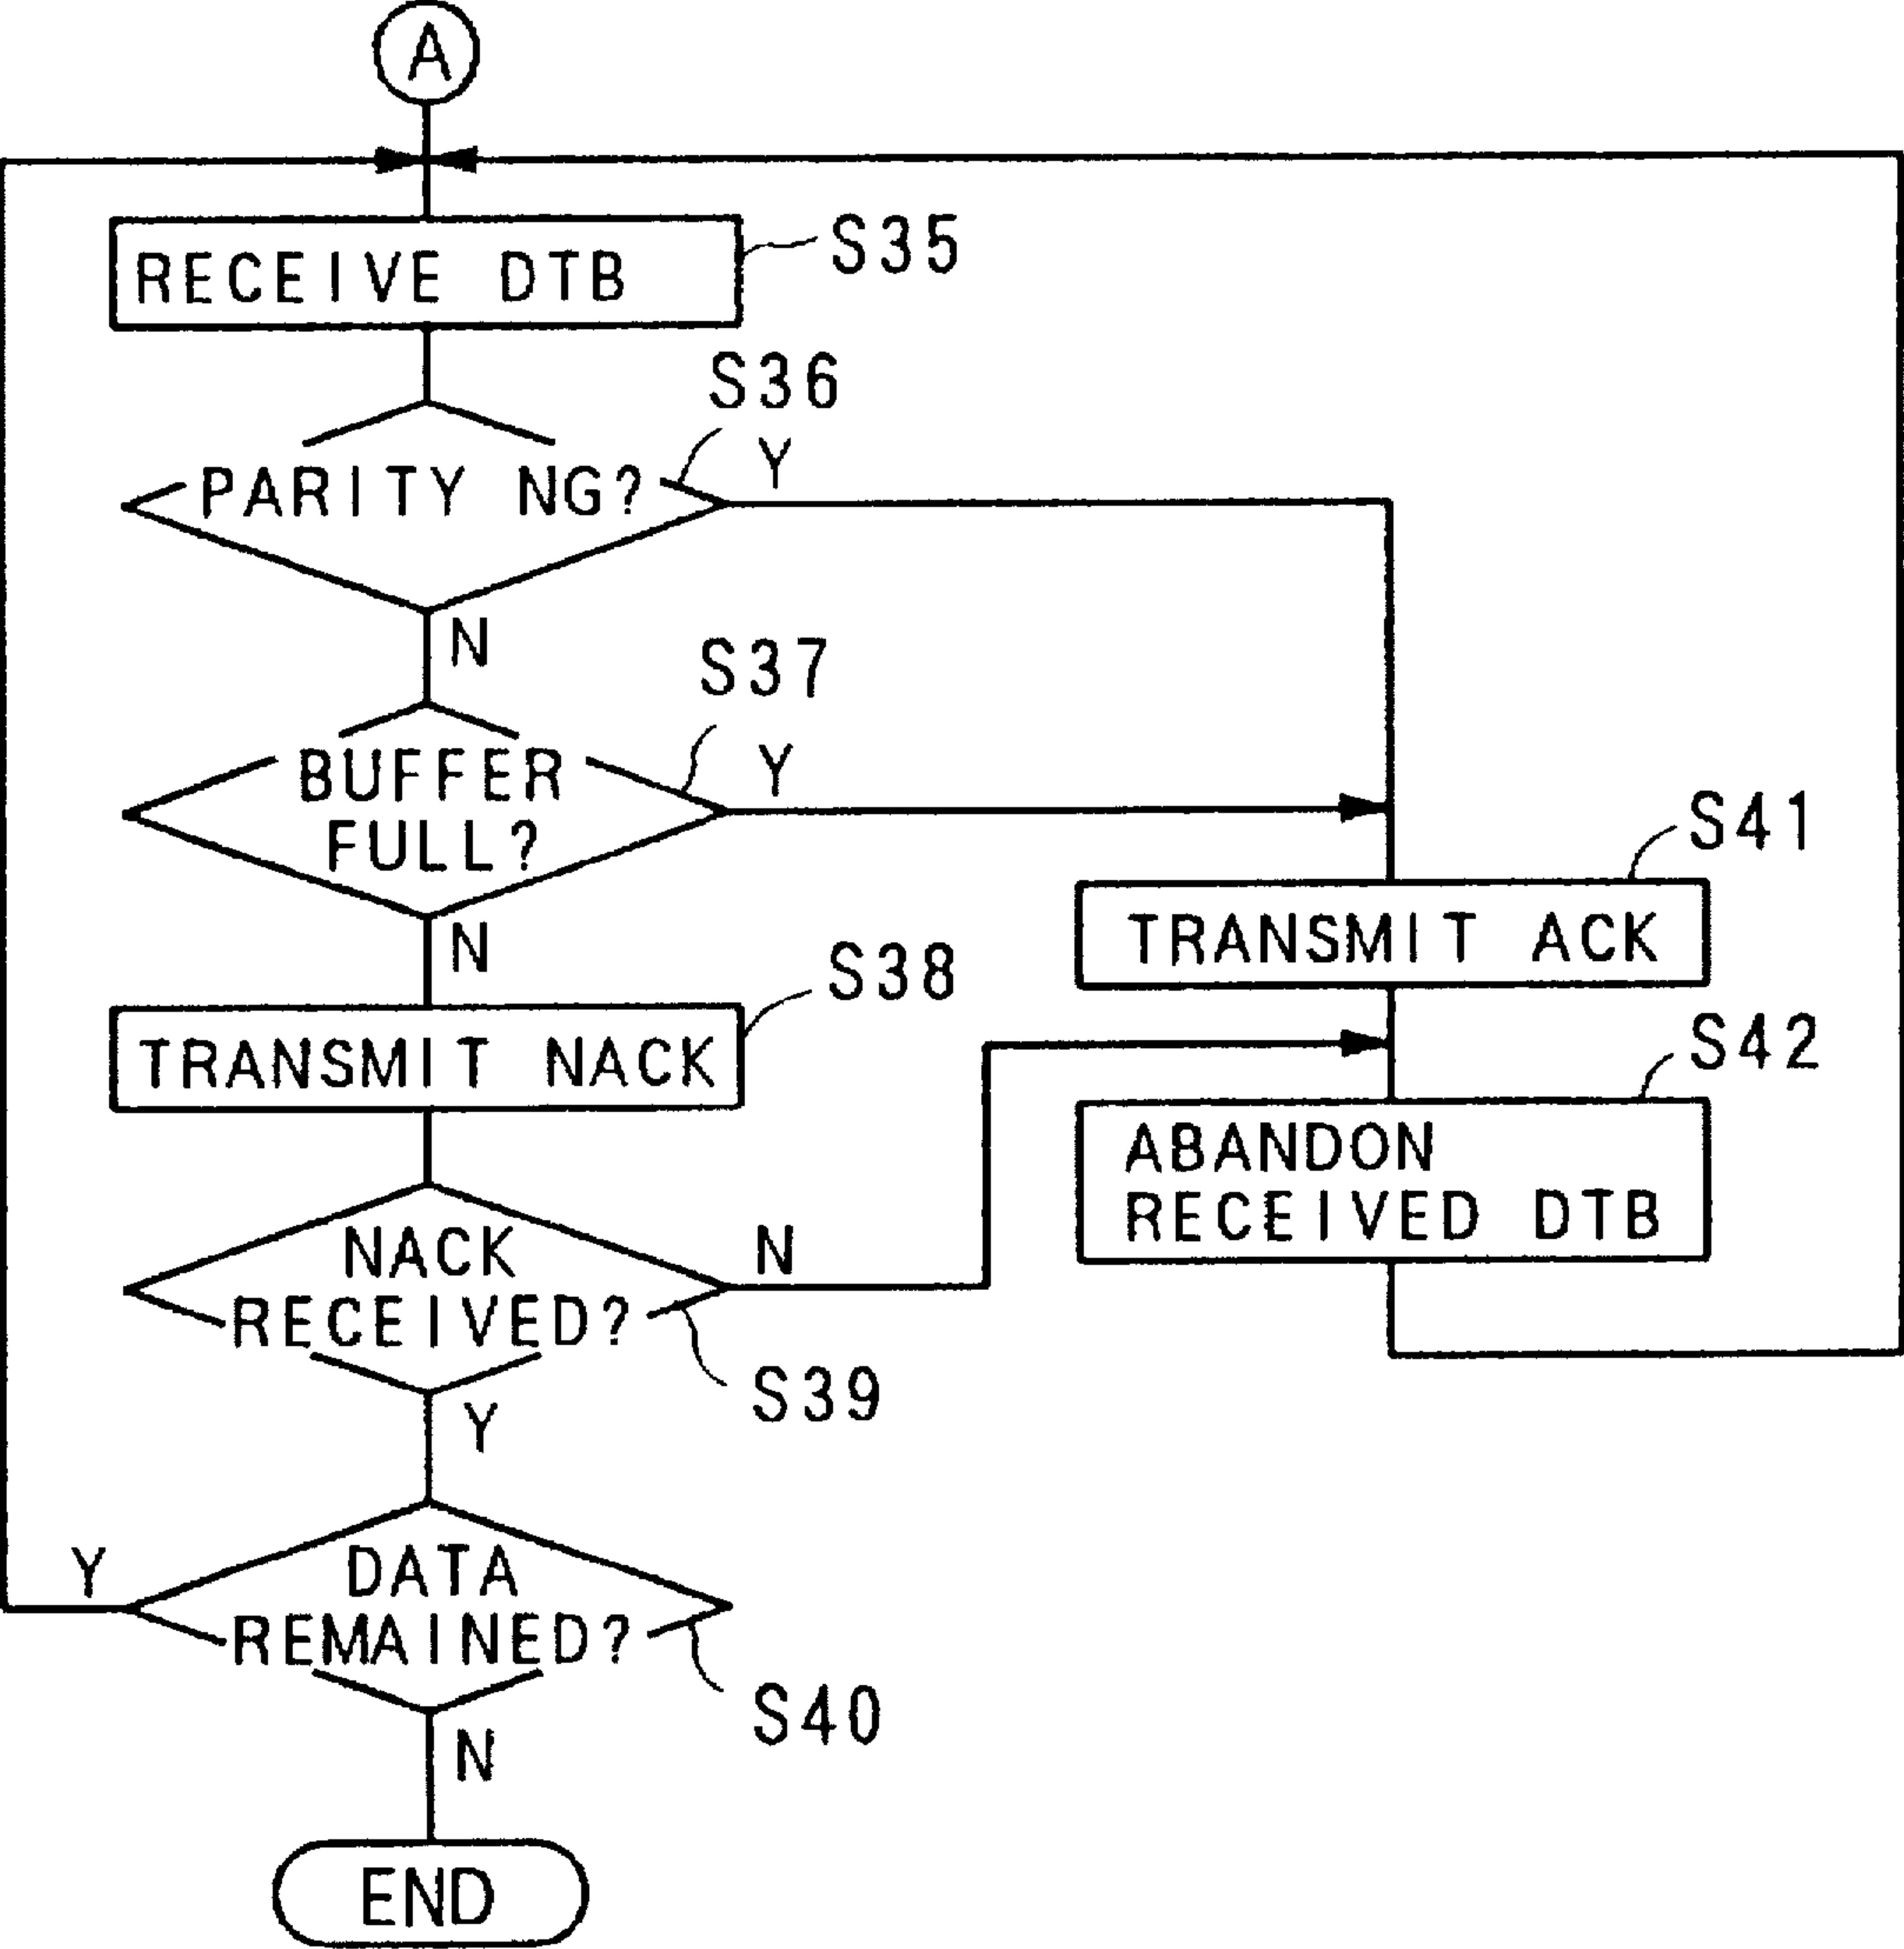 A
RECEIVE DTB
S35
S36
PARITY NG?
Y
N
S37
BUFFER
FULL?
Y
N
S41
TRANSMIT ACK
S38
TRANSMIT NACK
S42
ABANDON
RECEIVED DTB
NACK
RECEIVED?
N
S39
Y
DATA
REMAINED?
Y
S40
N
END